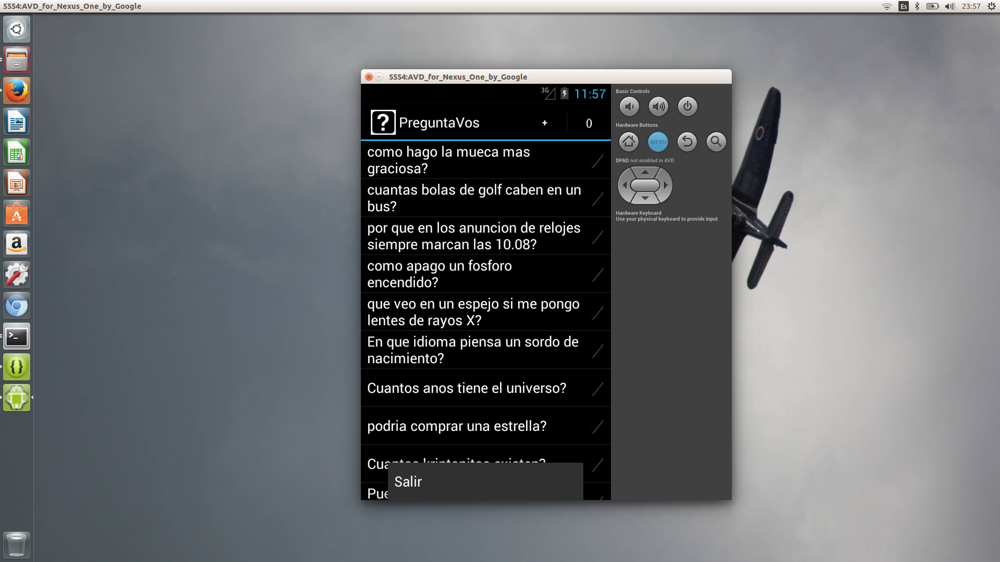 5554:AVD_for_Nexus_One_by_Google
Es
23:57
5554:AVD_for_Nexus_One_by_Google
3G
11:57
PreguntaVos
+
0
como hago la mueca mas
graciosa?
cuantas bolas de golf caben en un
bus?
por que en los anuncion de relojes
siempre marcan las 10.08?
como apago un fosforo
encendido?
que veo en un espejo si me pongo
lentes de rayos X?
En que idioma piensa un sordo de
nacimiento?
Cuantos anos tiene el universo?
podria comprar una estrella?
existen?
Salir
Basic Controls
Hardware Buttons
MENU
DPAD not enabled in AVD
Hardware Keyboard
Use your physical keyboard to provide input